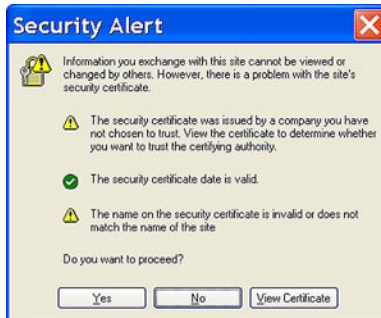 Security Alert
Information you exchange with this site cannot be viewed or
changed by others. However, there is a problem with the site's
security certificate.
The security certificate was issued by a company you have
not chosen to trust. View the certificate to determine whether
you want to trust the certifying authority.
The security certificate date is valid.
The name on the security certificate is invalid or does not
match the name of the site
Do you want to proceed?
Yes
No
View Certificate